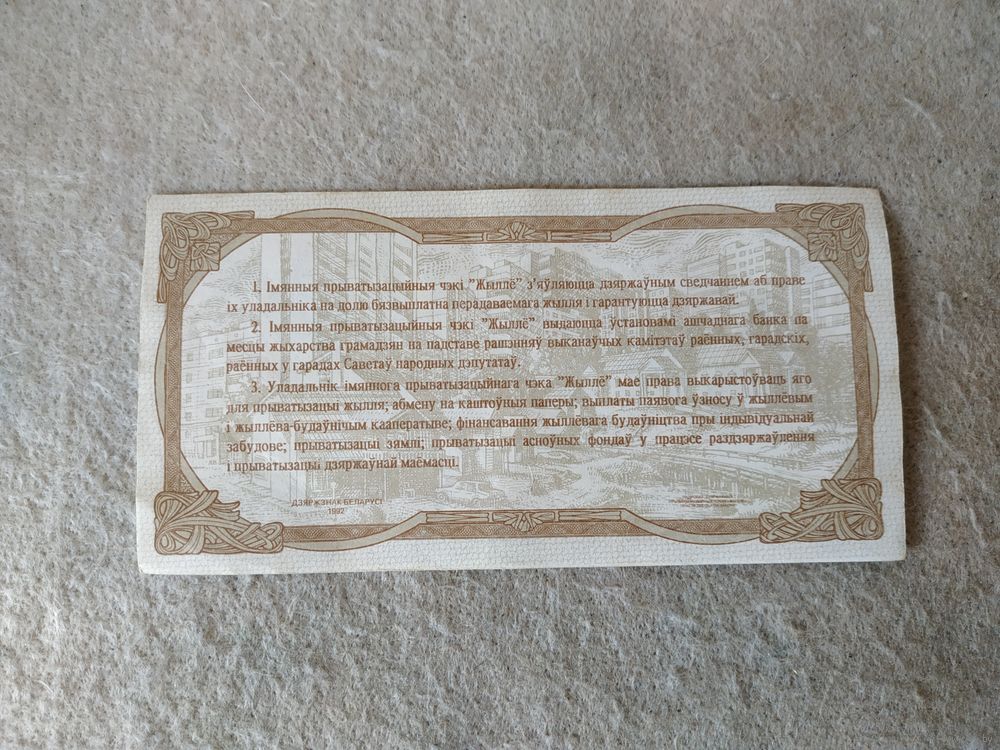 1. Імянныя прыватызацыйныя чэкі "Жыллё" з'яўляюцца дзяржаўным сведчаннем аб праве
іх уладальніка на долю бязвыплатна перадаваемага жылля і гарантуюцца дзяржавай.
2. Імянныя прыватызацыйныя чэкі "Жыллё" выдаюцца ўстановамі ашчаднага банка па
месцы жыхарства грамадзян на падставе рашэнняў выканаўчых камітэтаў раённых, гарадскіх,
раённых у гарадах Саветаў народных дэпутатаў.
3. Уладальнік імяннога прыватызацыйнага чэка "Жыллё" мае права выкарыстоўваць яго
для прыватызацыі жылля; абмену на каштоўныя паперы; выплаты паявога ўзносу ў жыллёвым
і жыллёва-будаўнічым кааператыве; фінансавання жыллёвага будаўніцтва пры індывідуальнай
забудове; прыватызацыі зямлі; прыватызацыі асноўных фондаў у працэсе раздзяржаўлення
і прыватызацыі дзяржаўнай маёмасці.
ДЗЯРЖЗНАК БЕЛАРУСІ
1992